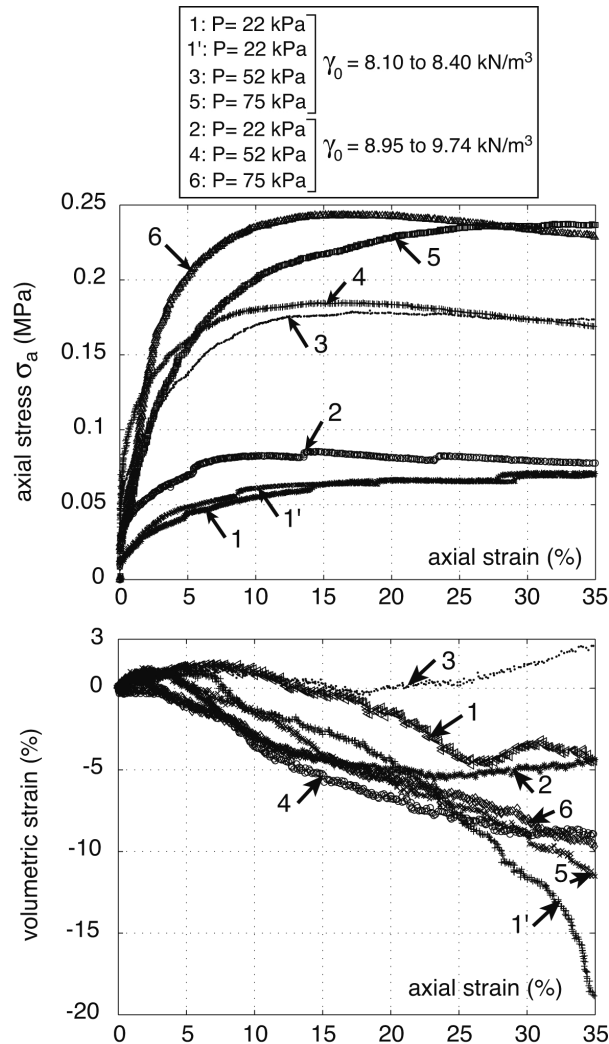 1: P= 22 kPa
1': P= 22 kPa
3: P= 52 kPa
5: P= 75 kPa
γ0 = 8.10 to 8.40 kN/m³
2: P= 22 kPa
4: P= 52 kPa
6: P= 75 kPa
γ0 = 8.95 to 9.74 kN/m³
0.25
0.2
0.15
0.1
0.05
0
axial stress σa (MPa)
6
5
4
3
2
1
1'
axial strain (%)
0 5 10 15 20 25 30 35
3
0
-5
-10
-15
-20
volumetric strain (%)
3
1
2
4
6
5
1'
axial strain (%)
0 5 10 15 20 25 30 35